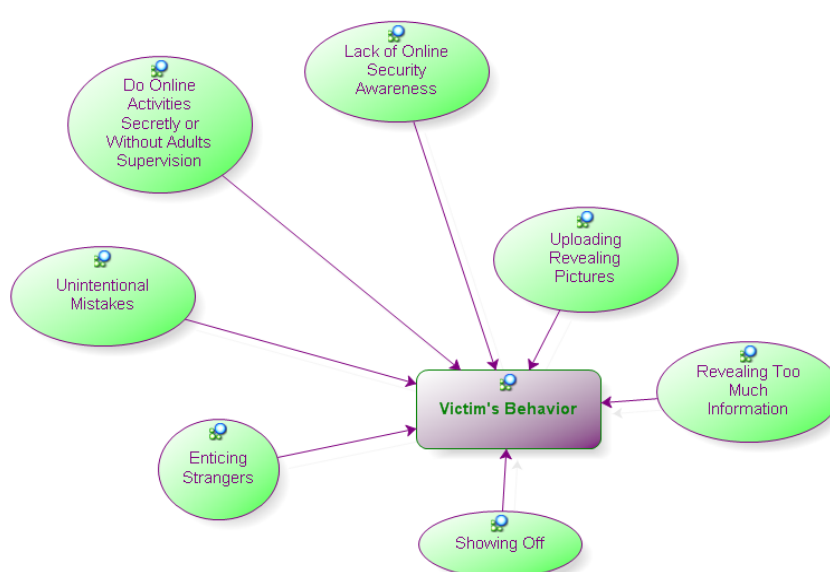 Lack of Online
Security
Awareness
Do Online
Activities
Secretly or
Without Adults
Supervision
Uploading
Revealing
Pictures
Unintentional
Mistakes
Revealing Too
Much
Information
Victim's Behavior
Enticing
Strangers
Showing Off